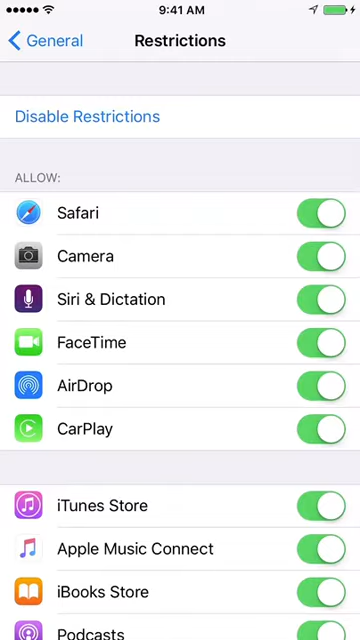 9:41 AM
General
Restrictions
Disable Restrictions
ALLOW:
Safari
Camera
Siri & Dictation
FaceTime
AirDrop
CarPlay
iTunes Store
Apple Music Connect
iBooks Store
Podcasts